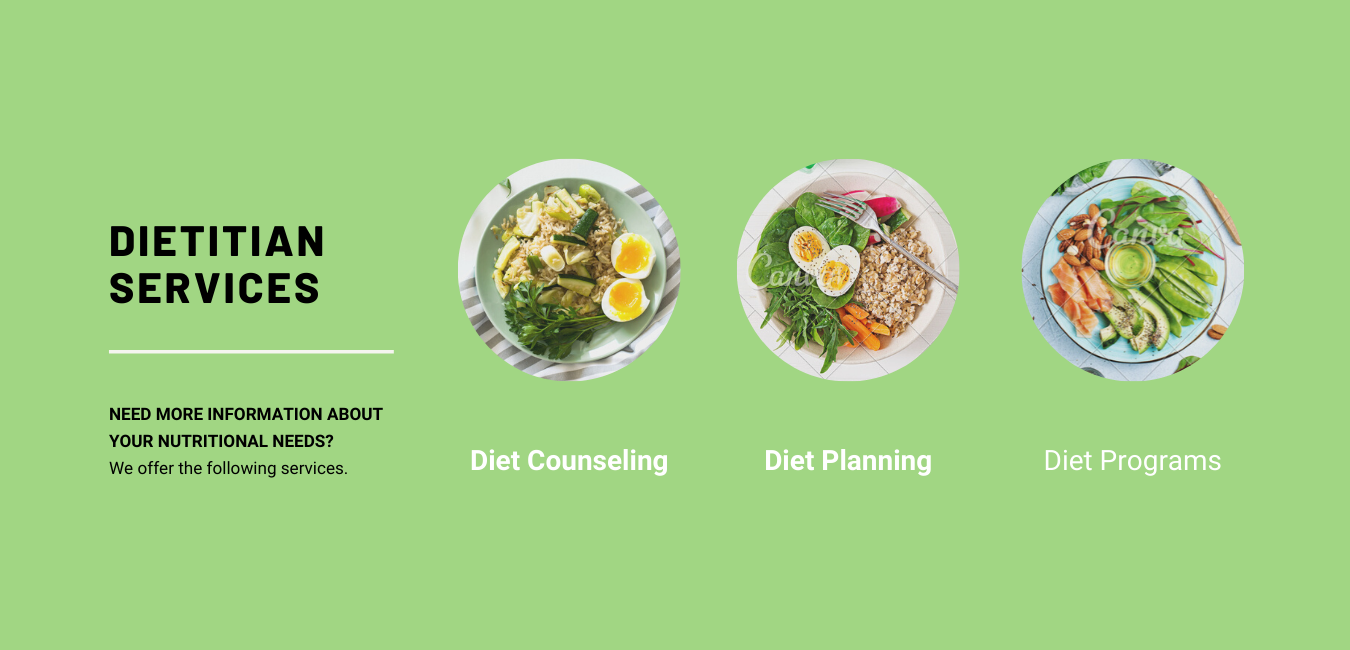 DIETITIAN
SERVICES
NEED MORE INFORMATION ABOUT
YOUR NUTRITIONAL NEEDS?
We offer the following services.
Canva
Canva
Diet Counseling
Diet Planning
Diet Programs